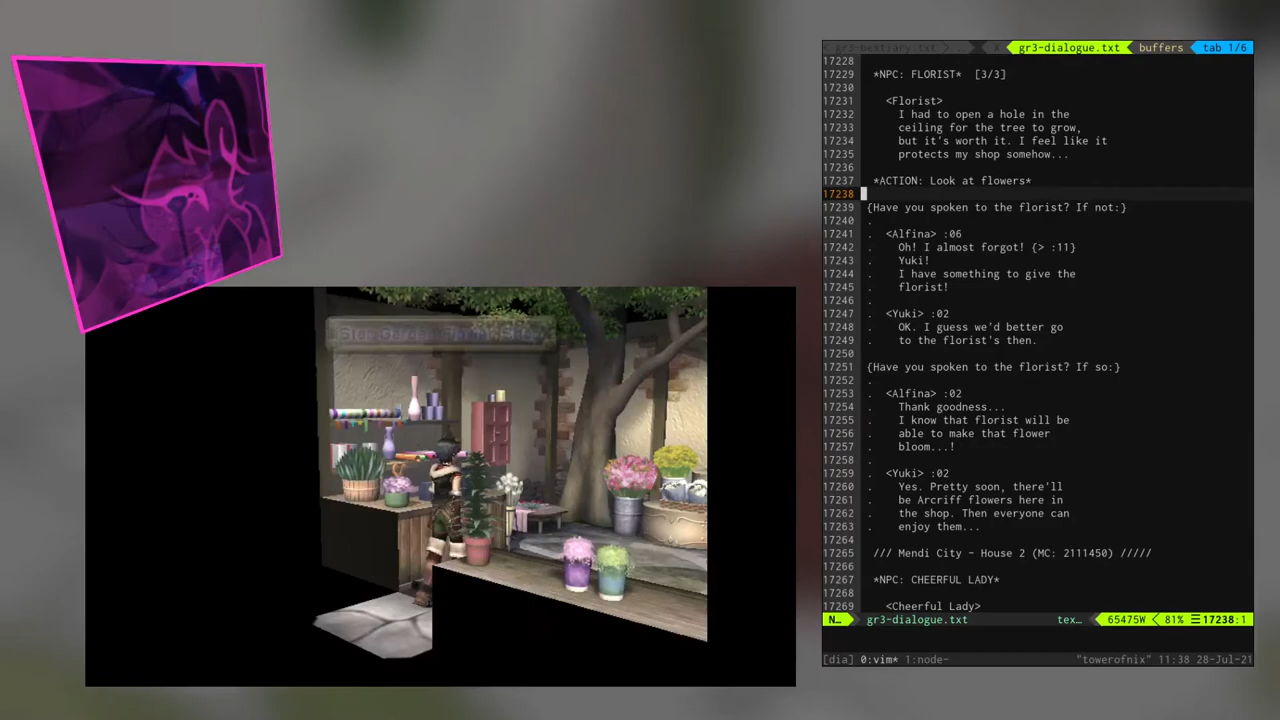 < gr3-bestiary.txt >... X gr3-dialogue.txt buffers tab 1/6
17228
17229 *NPC: FLORIST* [3/3]
17230
17231 <Florist>
17232 I had to open a hole in the
17233 ceiling for the tree to grow,
17234 but it's worth it. I feel like it
17235 protects my shop somehow...
17236
17237 *ACTION: Look at flowers*
17238
17239 {Have you spoken to the florist? If not:}
17240 .
17241 . <Alfina> :06
17242 . Oh! I almost forgot! {> :11}
17243 . Yuki!
17244 . I have something to give the
17245 . florist!
17246 .
17247 . <Yuki> :02
17248 . OK. I guess we'd better go
17249 . to the florist's then.
17250
17251 {Have you spoken to the florist? If so:}
17252 .
17253 . <Alfina> :02
17254 . Thank goodness...
17255 . I know that florist will be
17256 . able to make that flower
17257 . bloom...!
17258 .
17259 . <Yuki> :02
17260 . Yes. Pretty soon, there'll
17261 . be Arcriff flowers here in
17262 . the shop. Then everyone can
17263 . enjoy them...
17264
17265 /// Mendi City - House 2 (MC: 2111450) /////
17266
17267 *NPC: CHEERFUL LADY*
17268
17269 <Cheerful Lady>
N... gr3-dialogue.txt tex... 65475W < 81% ☰ 17238:1
[dia] 0:vim* 1:node- "towerofnix" 11:38 28-Jul-21
Star Garden Flower Shop